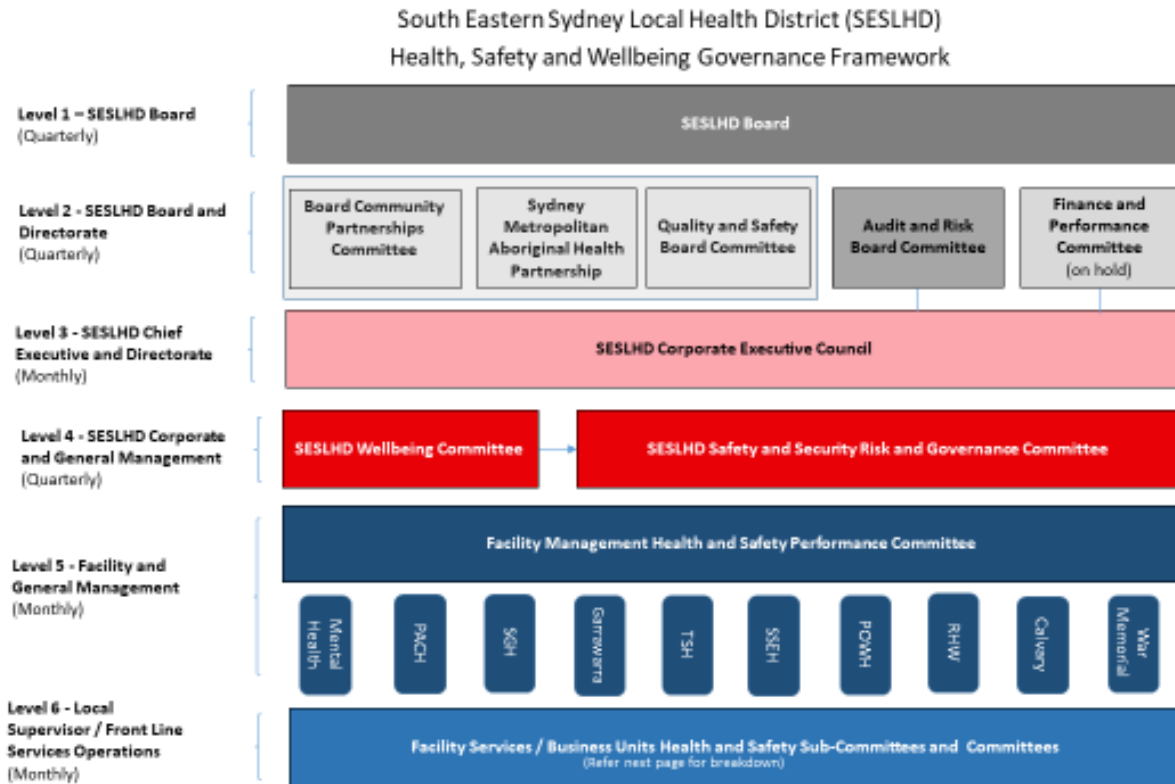 South Eastern Sydney Local Health District (SESLHD)
Health, Safety and Wellbeing Governance Framework
Level 1 – SESLHD Board
(Quarterly)
SESLHD Board
Level 2 - SESLHD Board and
Directorate
(Quarterly)
Board Community
Partnerships
Committee
Sydney
Metropolitan
Aboriginal Health
Partnership
Quality and Safety
Board Committee
Audit and Risk
Board Committee
Finance and
Performance
Committee
(on hold)
Level 3 - SESLHD Chief
Executive and Directorate
(Monthly)
SESLHD Corporate Executive Council
Level 4 - SESLHD Corporate
and General Management
(Quarterly)
SESLHD Wellbeing Committee
SESLHD Safety and Security Risk and Governance Committee
Level 5 - Facility and
General Management
(Monthly)
Facility Management Health and Safety Performance Committee
Mental
Health
PACH
SGH
Garrawarra
TSH
SSEH
POWH
RHW
Calvary
War
Memorial
Level 6 - Local
Supervisor / Front Line
Services Operations
(Monthly)
Facility Services / Business Units Health and Safety Sub-Committees and Committees
(Refer next page for breakdown)